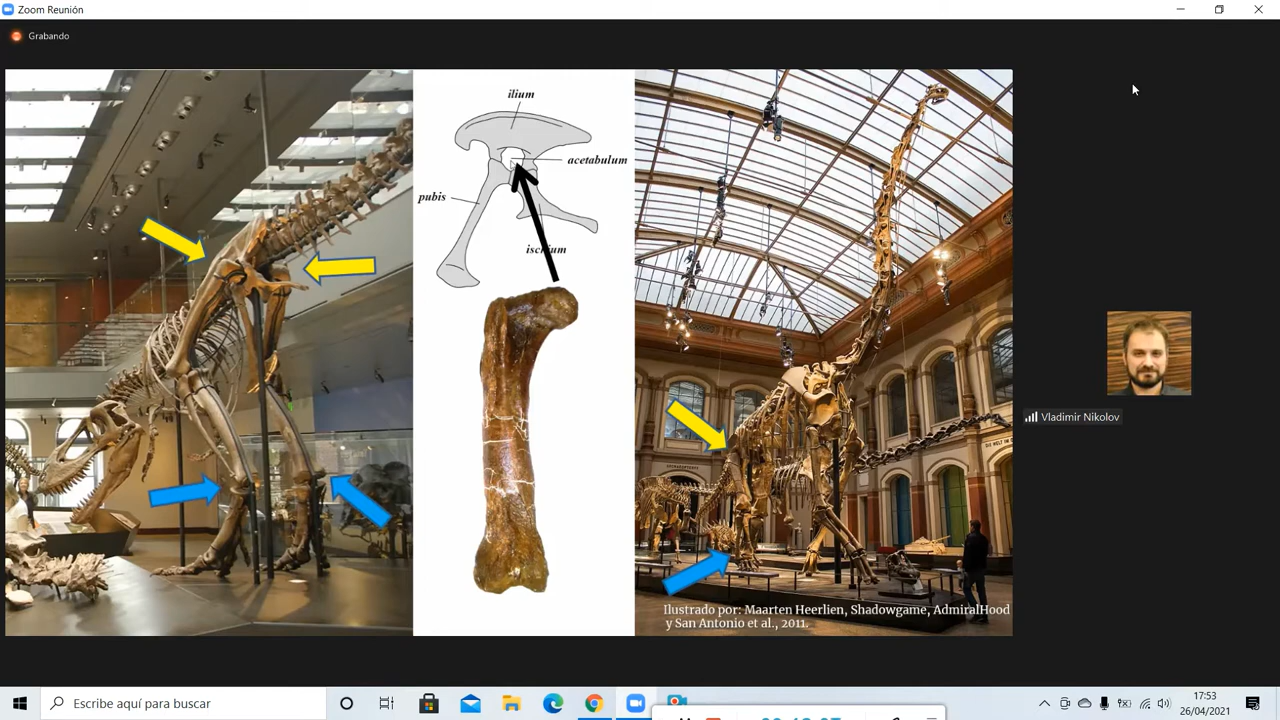 Zoom Reunión
Grabando
ilium
acetabulum
pubis
ischium
Vladimir Nikolov
Ilustrado por: Maarten Heerlien, Shadowgame, AdmiralHood
y San Antonio et al., 2011.
Escribe aquí para buscar
17:53
26/04/2021